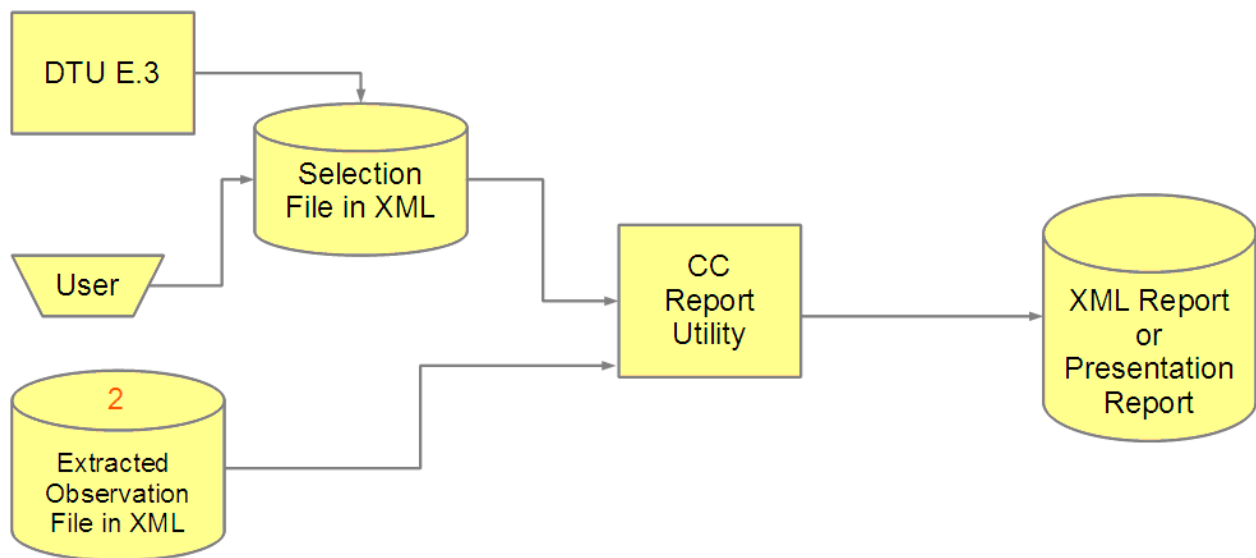 DTU E.3
Selection
File in XML
User
CC
Report
Utility
XML Report
or
Presentation
Report
2
Extracted
Observation
File in XML